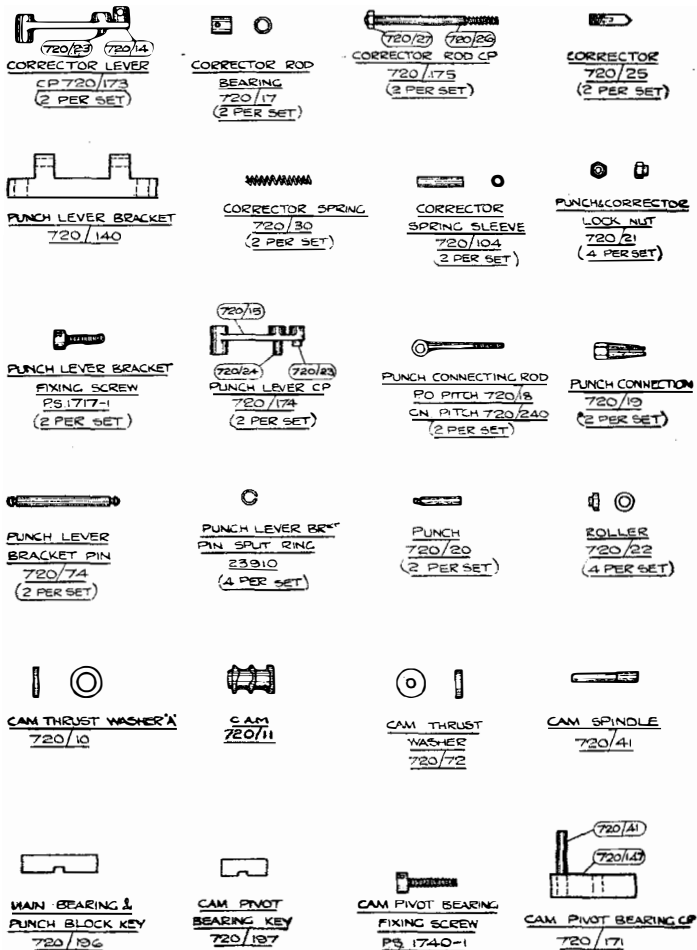 720/23 720/14
CORRECTOR LEVER
CP 720/173
(2 PER SET)
CORRECTOR ROD
BEARING
720/17
(2 PER SET)
720/27 720/26
CORRECTOR ROD CP
720/175
(2 PER SET)
CORRECTOR
720/25
(2 PER SET)
PUNCH LEVER BRACKET
720/140
CORRECTOR SPRING
720/30
(2 PER SET)
CORRECTOR
SPRING SLEEVE
720/104
(2 PER SET)
PUNCH&CORRECTOR
LOCK NUT
720/21
(4 PER SET)
PUNCH LEVER BRACKET
FIXING SCREW
PS 1717-1
(2 PER SET)
720/15
720/24 720/23
PUNCH LEVER CP
720/174
(2 PER SET)
PUNCH CONNECTING ROD
PO PITCH 720/18
CN PITCH 720/240
(2 PER SET)
PUNCH CONNECTION
720/19
(2 PER SET)
PUNCH LEVER
BRACKET PIN
720/74
(2 PER SET)
PUNCH LEVER BRKT
PIN SPLIT RING
23910
(4 PER SET)
PUNCH
720/20
(2 PER SET)
ROLLER
720/22
(4 PER SET)
CAM THRUST WASHER "A"
720/10
CAM
720/11
CAM THRUST
WASHER
720/72
CAM SPINDLE
720/41
MAIN BEARING &
PUNCH BLOCK KEY
720/196
CAM PIVOT
BEARING KEY
720/197
CAM PIVOT BEARING
FIXING SCREW
PS 1740-1
720/41
720/147
CAM PIVOT BEARING CP
720/171